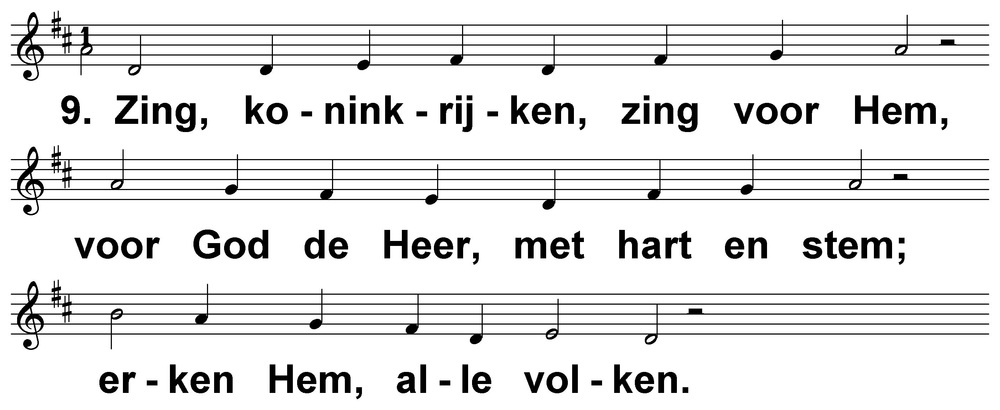 1
9. Zing, ko - nink - rij - ken, zing voor Hem,
voor God de Heer, met hart en stem;
er - ken Hem, al - le vol - ken.